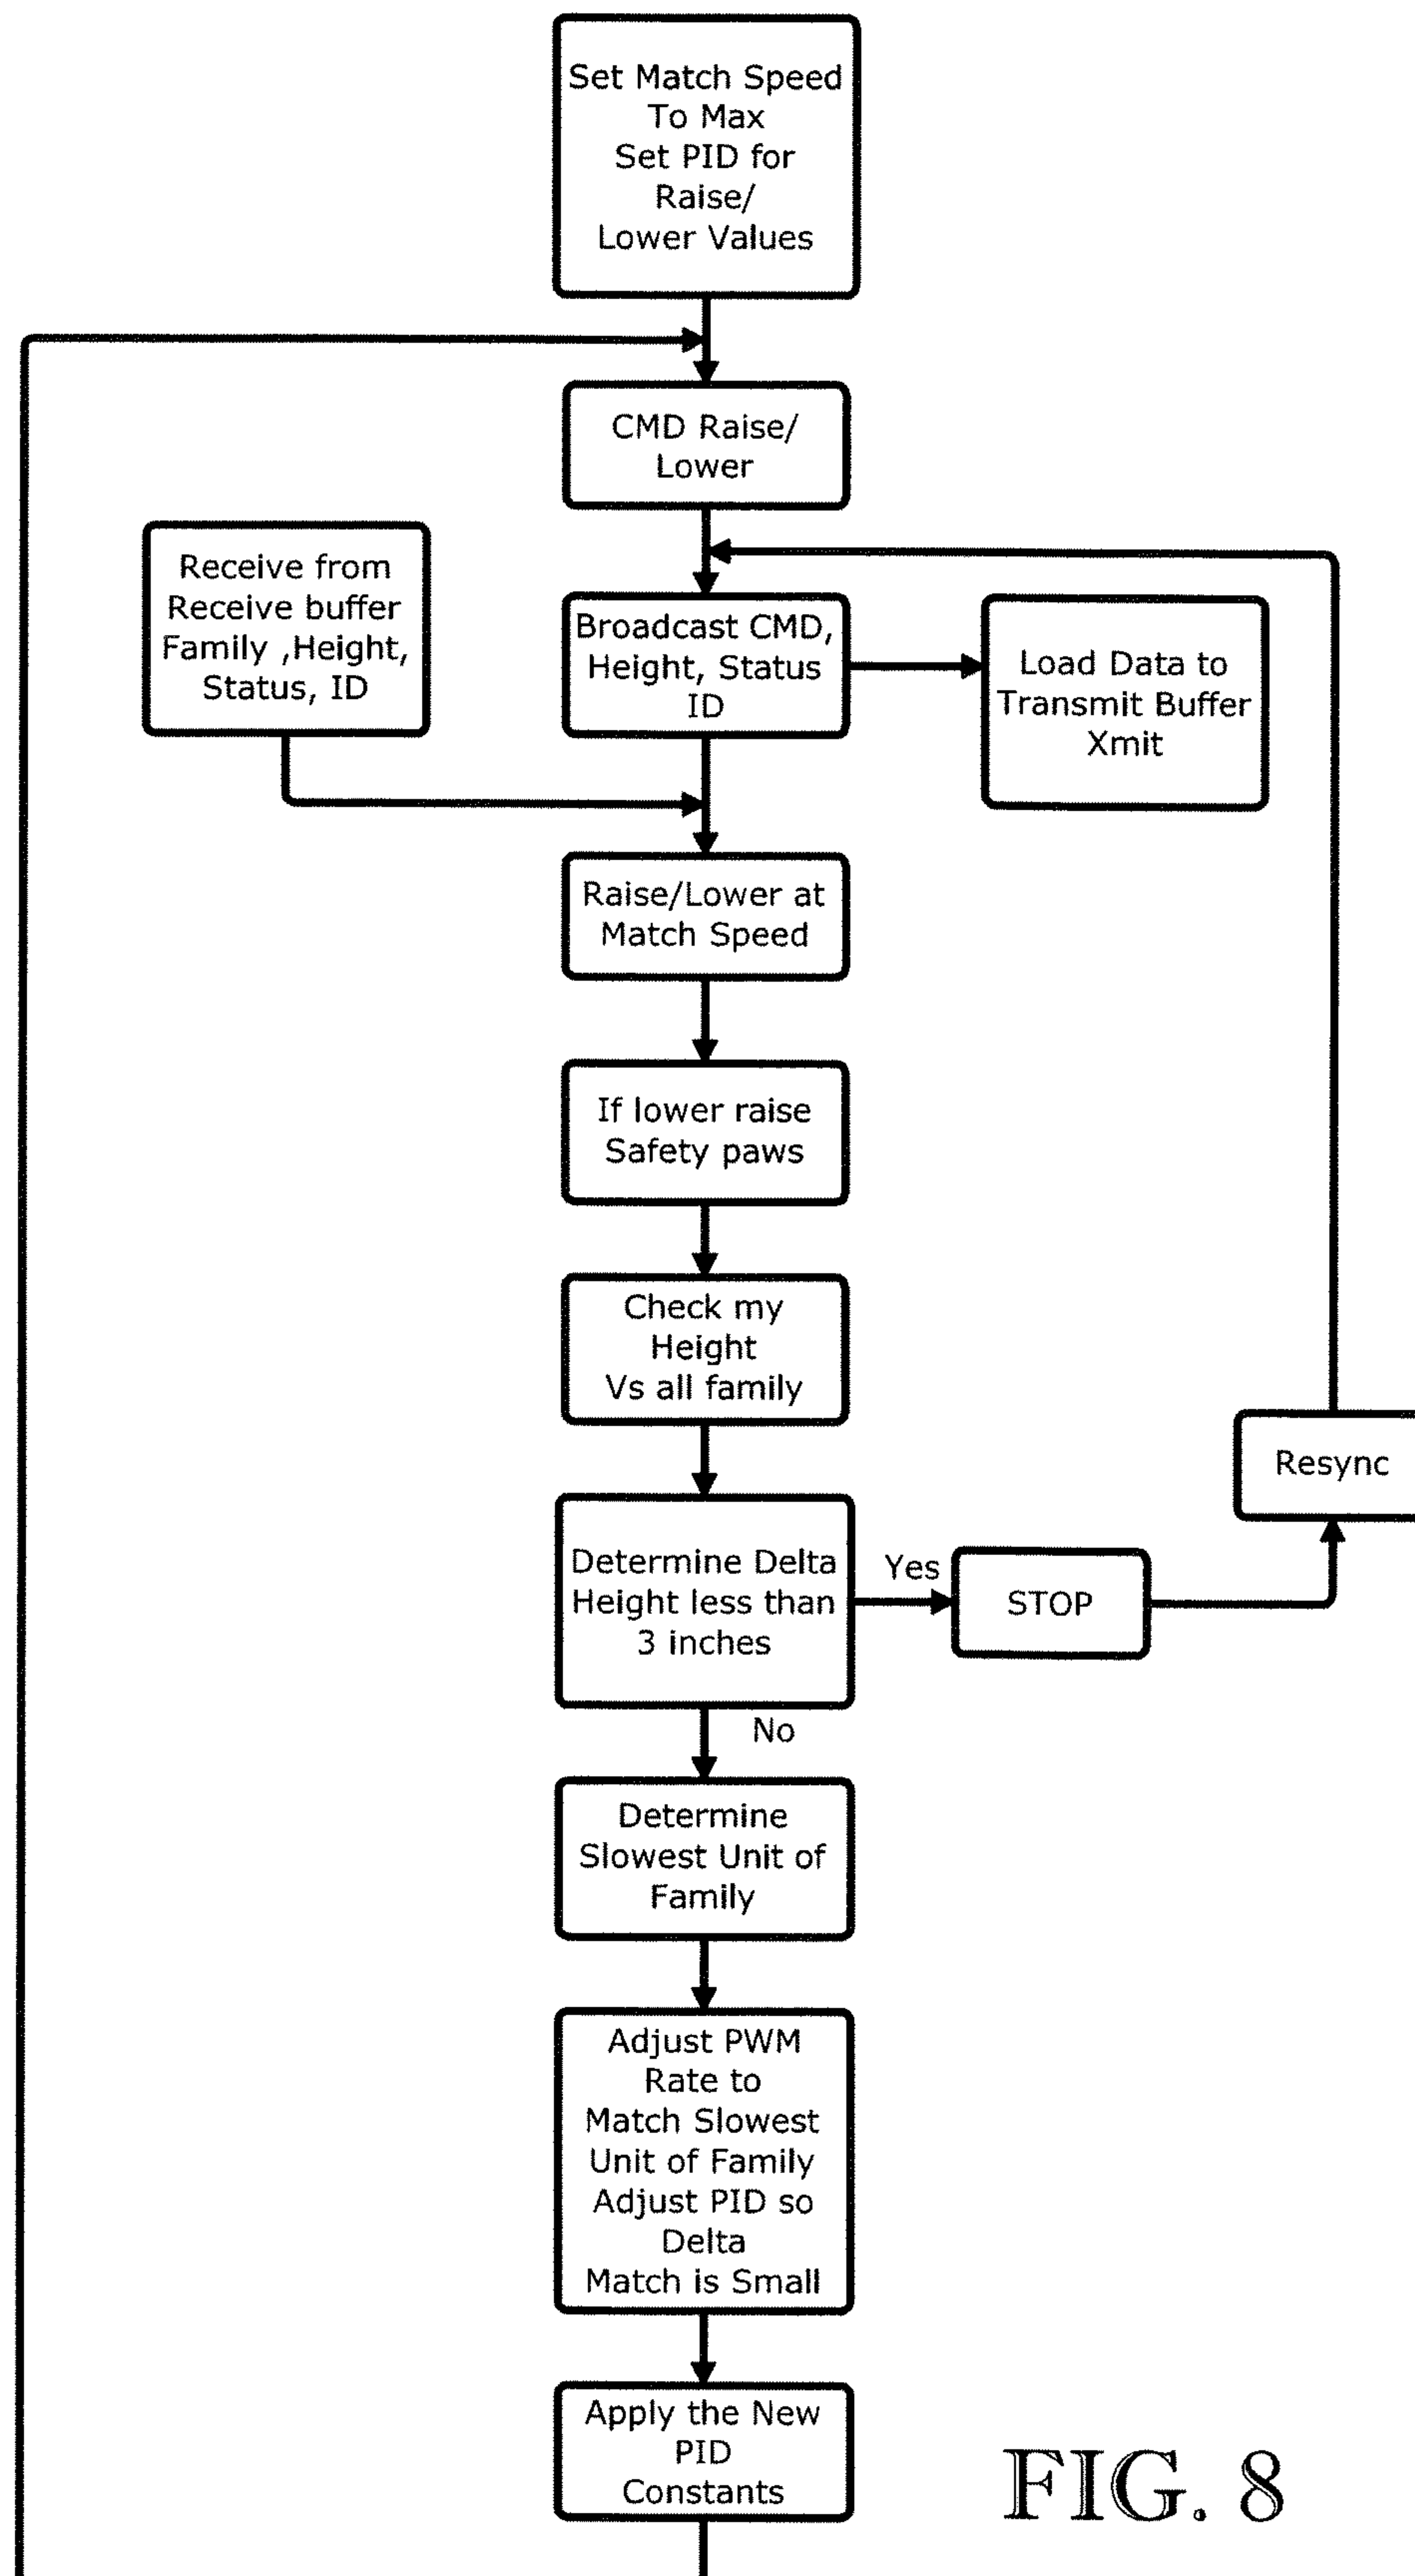 Set Match Speed
To Max
Set PID for
Raise/
Lower Values
CMD Raise/
Lower
Receive from
Receive buffer
Family ,Height,
Status, ID
Broadcast CMD,
Height, Status
ID
Load Data to
Transmit Buffer
Xmit
Raise/Lower at
Match Speed
If lower raise
Safety paws
Check my
Height
Vs all family
Resync
Determine Delta
Height less than
3 inches
Yes
STOP
No
Determine
Slowest Unit of
Family
Adjust PWM
Rate to
Match Slowest
Unit of Family
Adjust PID so
Delta
Match is Small
Apply the New
PID
Constants
FIG. 8